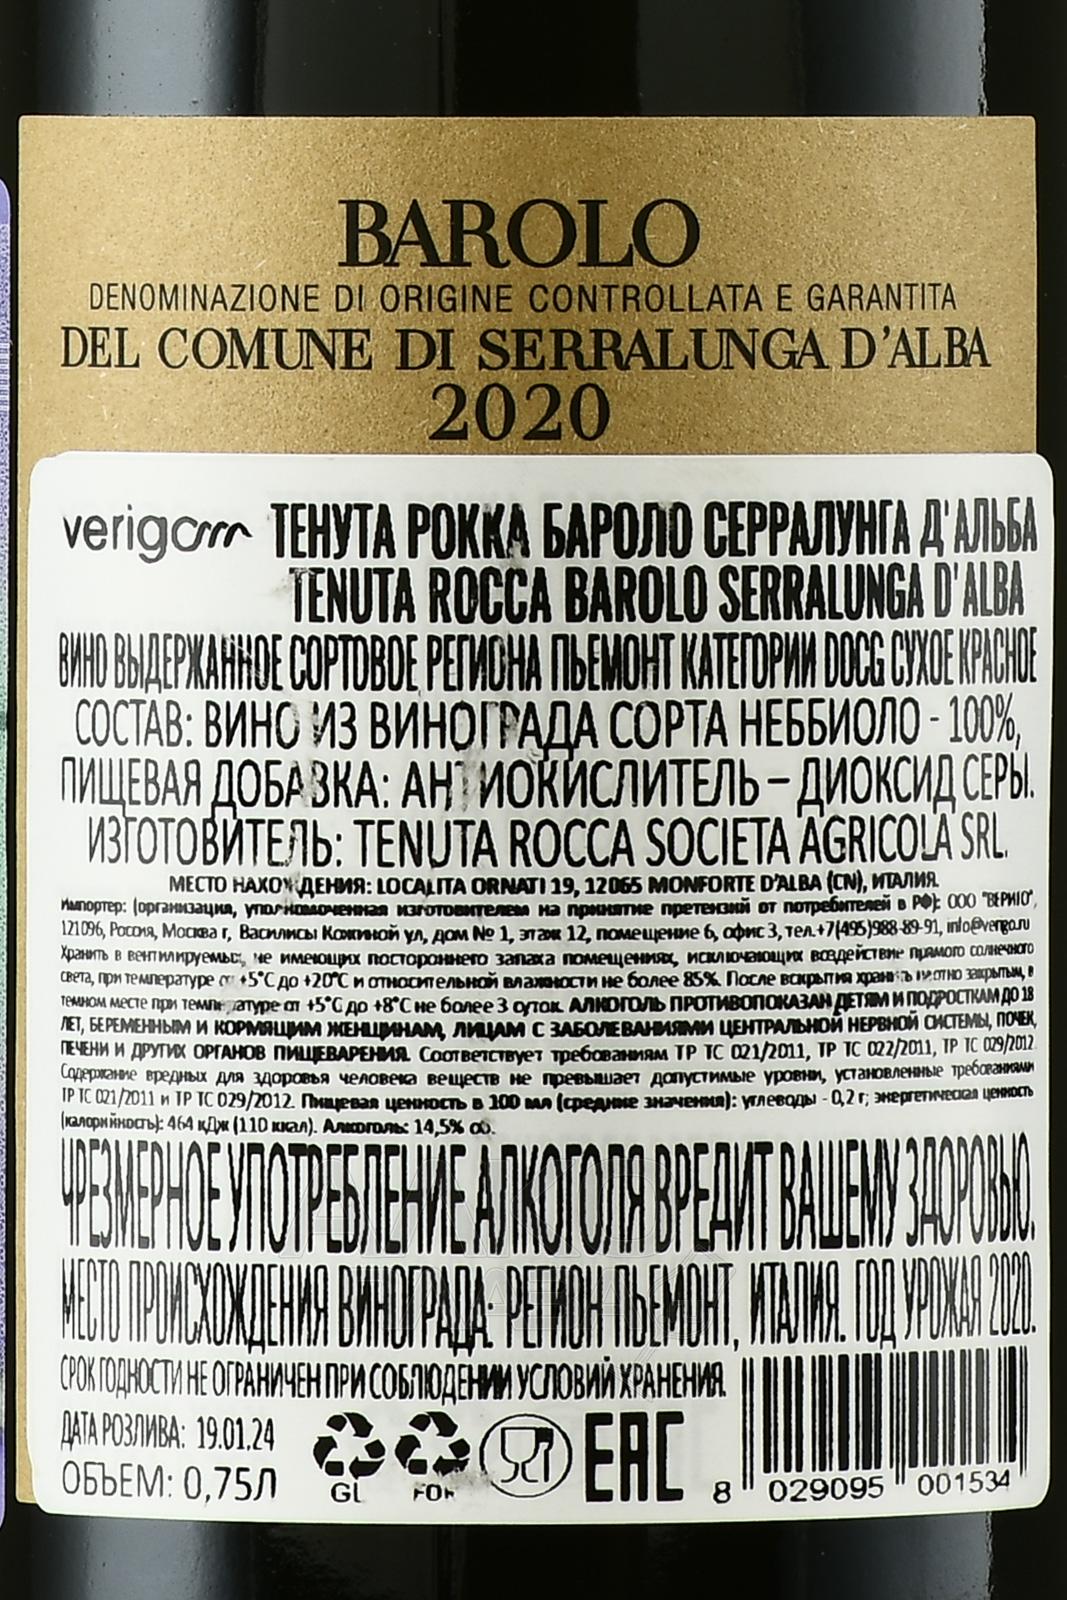 BAROLO
DENOMINAZIONE DI ORIGINE CONTROLLATA E GARANTITA
DEL COMUNE DI SERRALUNGA D'ALBA
2020
verigo ТЕНУТА РОККА БАРОЛО СЕРРАЛУНГА Д'АЛЬБА
TENUTA ROCCA BAROLO SERRALUNGA D'ALBA
ВИНО ВЫДЕРЖАННОЕ СОРТОВОЕ РЕГИОНА ПЬЕМОНТ КАТЕГОРИИ DOCG СУХОЕ КРАСНОЕ
СОСТАВ: ВИНО ИЗ ВИНОГРАДА СОРТА НЕББИОЛО - 100%,
ПИЩЕВАЯ ДОБАВКА: АНТИОКИСЛИТЕЛЬ – ДИОКСИД СЕРЫ.
ИЗГОТОВИТЕЛЬ: TENUTA ROCCA SOCIETA AGRICOLA SRL.
МЕСТО НАХОЖДЕНИЯ: LOCALITA ORNATI 19, 12065 MONFORTE D'ALBA (CN), ИТАЛИЯ.
Импортер: (организация, уполномоченная изготовителем на принятие претензий от потребителей в РФ): ООО "ВЕРИГО",
121096, Россия, Москва г, Василисы Кожиной ул, дом № 1, этаж 12, помещение 6, офис 3, тел.+7(495)988-89-91, info@verigo.ru
Хранить в вентилируемых, не имеющих постороннего запаха помещениях, исключающих воздействие прямого солнечного
света, при температуре от +5°С до +20°С и относительной влажности не более 85%. После вскрытия хранить плотно закрытым, в
темном месте при температуре от +5°С до +8°С не более 3 суток. АЛКОГОЛЬ ПРОТИВОПОКАЗАН ДЕТЯМ И ПОДРОСТКАМ ДО 18
ЛЕТ, БЕРЕМЕННЫМ И КОРМЯЩИМ ЖЕНЩИНАМ, ЛИЦАМ С ЗАБОЛЕВАНИЯМИ ЦЕНТРАЛЬНОЙ НЕРВНОЙ СИСТЕМЫ, ПОЧЕК,
ПЕЧЕНИ И ДРУГИХ ОРГАНОВ ПИЩЕВАРЕНИЯ. Соответствует требованиям ТР ТС 021/2011, ТР ТС 022/2011, ТР ТС 029/2012
Содержание вредных для здоровья человека веществ не превышает допустимые уровни, установленные требованиями
ТР ТС 021/2011 и ТР ТС 029/2012. Пищевая ценность в 100 мл (средние значения): углеводы - 0,2 г; энергетическая ценность
(калорийность): 464 кДж (110 ккал). Алкоголь: 14,5% об.
ЧРЕЗМЕРНОЕ УПОТРЕБЛЕНИЕ АЛКОГОЛЯ ВРЕДИТ ВАШЕМУ ЗДОРОВЬЮ.
МЕСТО ПРОИСХОЖДЕНИЯ ВИНОГРАДА: РЕГИОН ПЬЕМОНТ, ИТАЛИЯ. ГОД УРОЖАЯ 2020.
СРОК ГОДНОСТИ НЕ ОГРАНИЧЕН ПРИ СОБЛЮДЕНИИ УСЛОВИЙ ХРАНЕНИЯ.
ДАТА РОЗЛИВА: 19.01.24
ОБЪЕМ: 0,75Л
GL FOR
EAC
8 029095 001534